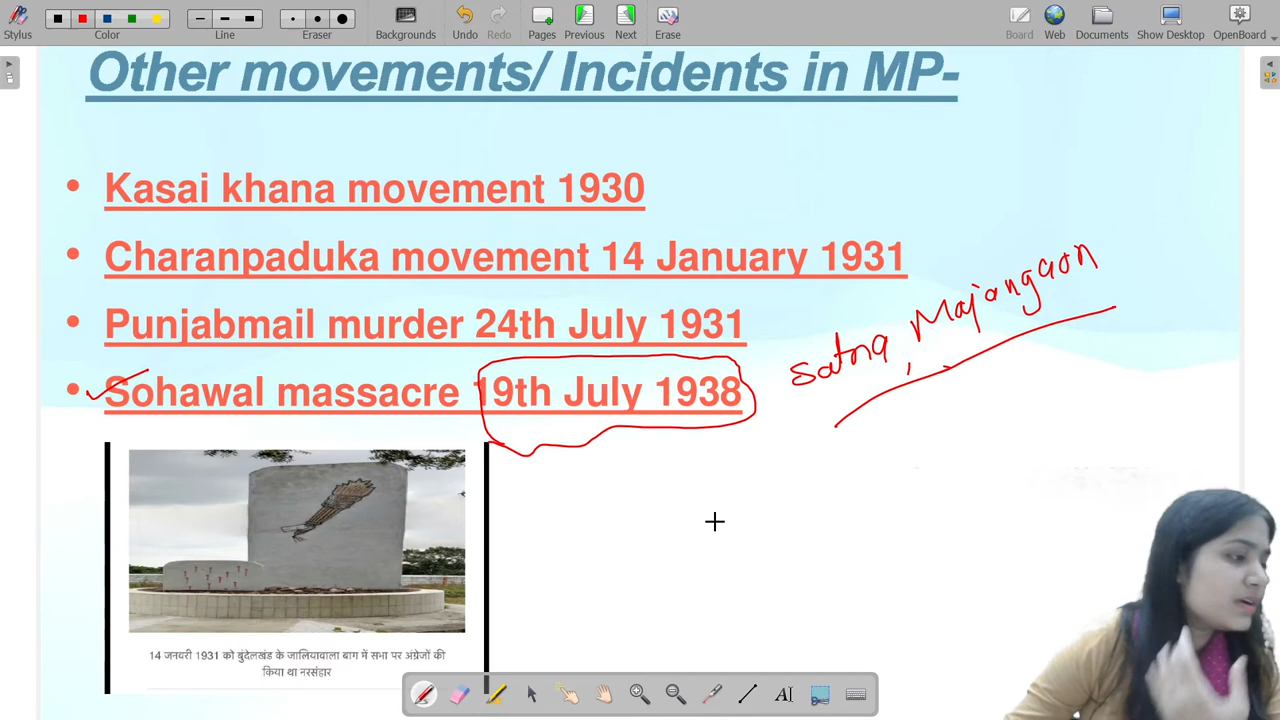 Stylus
Color
Line
Eraser
Backgrounds
Undo
Redo
Pages
Previous
Next
Erase
Board
Web
Documents
Show Desktop
OpenBoard
Other movements/ Incidents in MP-
• Kasai khana movement 1930
• Charanpaduka movement 14 January 1931
• Punjabmail murder 24th July 1931
• Sohawal massacre 19th July 1938
Satna, Majangaon
14 जनवरी 1931 को बुंदेलखंड के जालियावाला बाग में सभा पर अंग्रेजों की
किया था नरसंहार